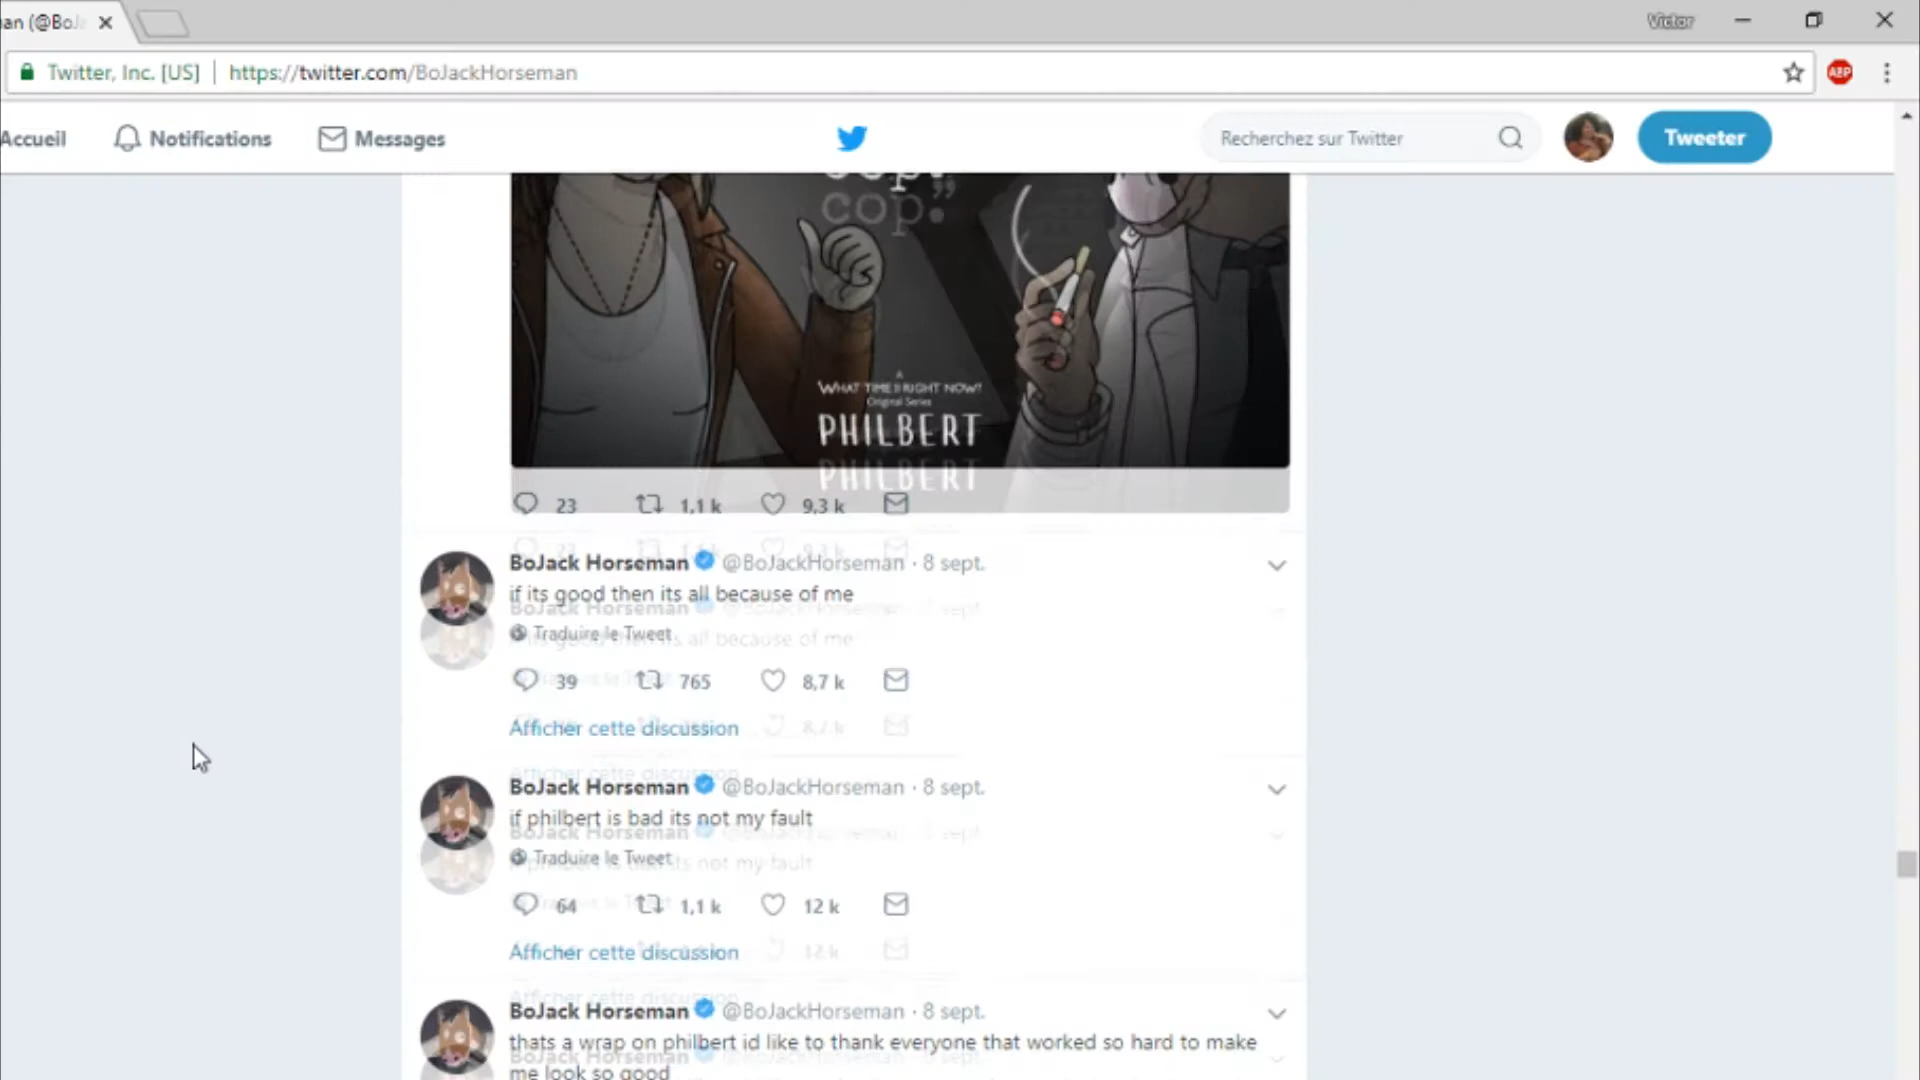 an (@BoJa
Victor
Twitter, Inc. [US] https://twitter.com/BoJackHorseman
ABP
Accueil Notifications Messages Recherchez sur Twitter Tweeter
cop."
A
WHAT TIME IS RIGHT NOW?
Original Series
PHILBERT
23 1,1 k 9,3 k
BoJack Horseman @BoJackHorseman · 8 sept.
if its good then its all because of me
Traduire le Tweet
39 765 8,7 k
Afficher cette discussion
BoJack Horseman @BoJackHorseman · 8 sept.
if philbert is bad its not my fault
Traduire le Tweet
64 1,1 k 12 k
Afficher cette discussion
BoJack Horseman @BoJackHorseman · 8 sept.
thats a wrap on philbert id like to thank everyone that worked so hard to make
me look so good